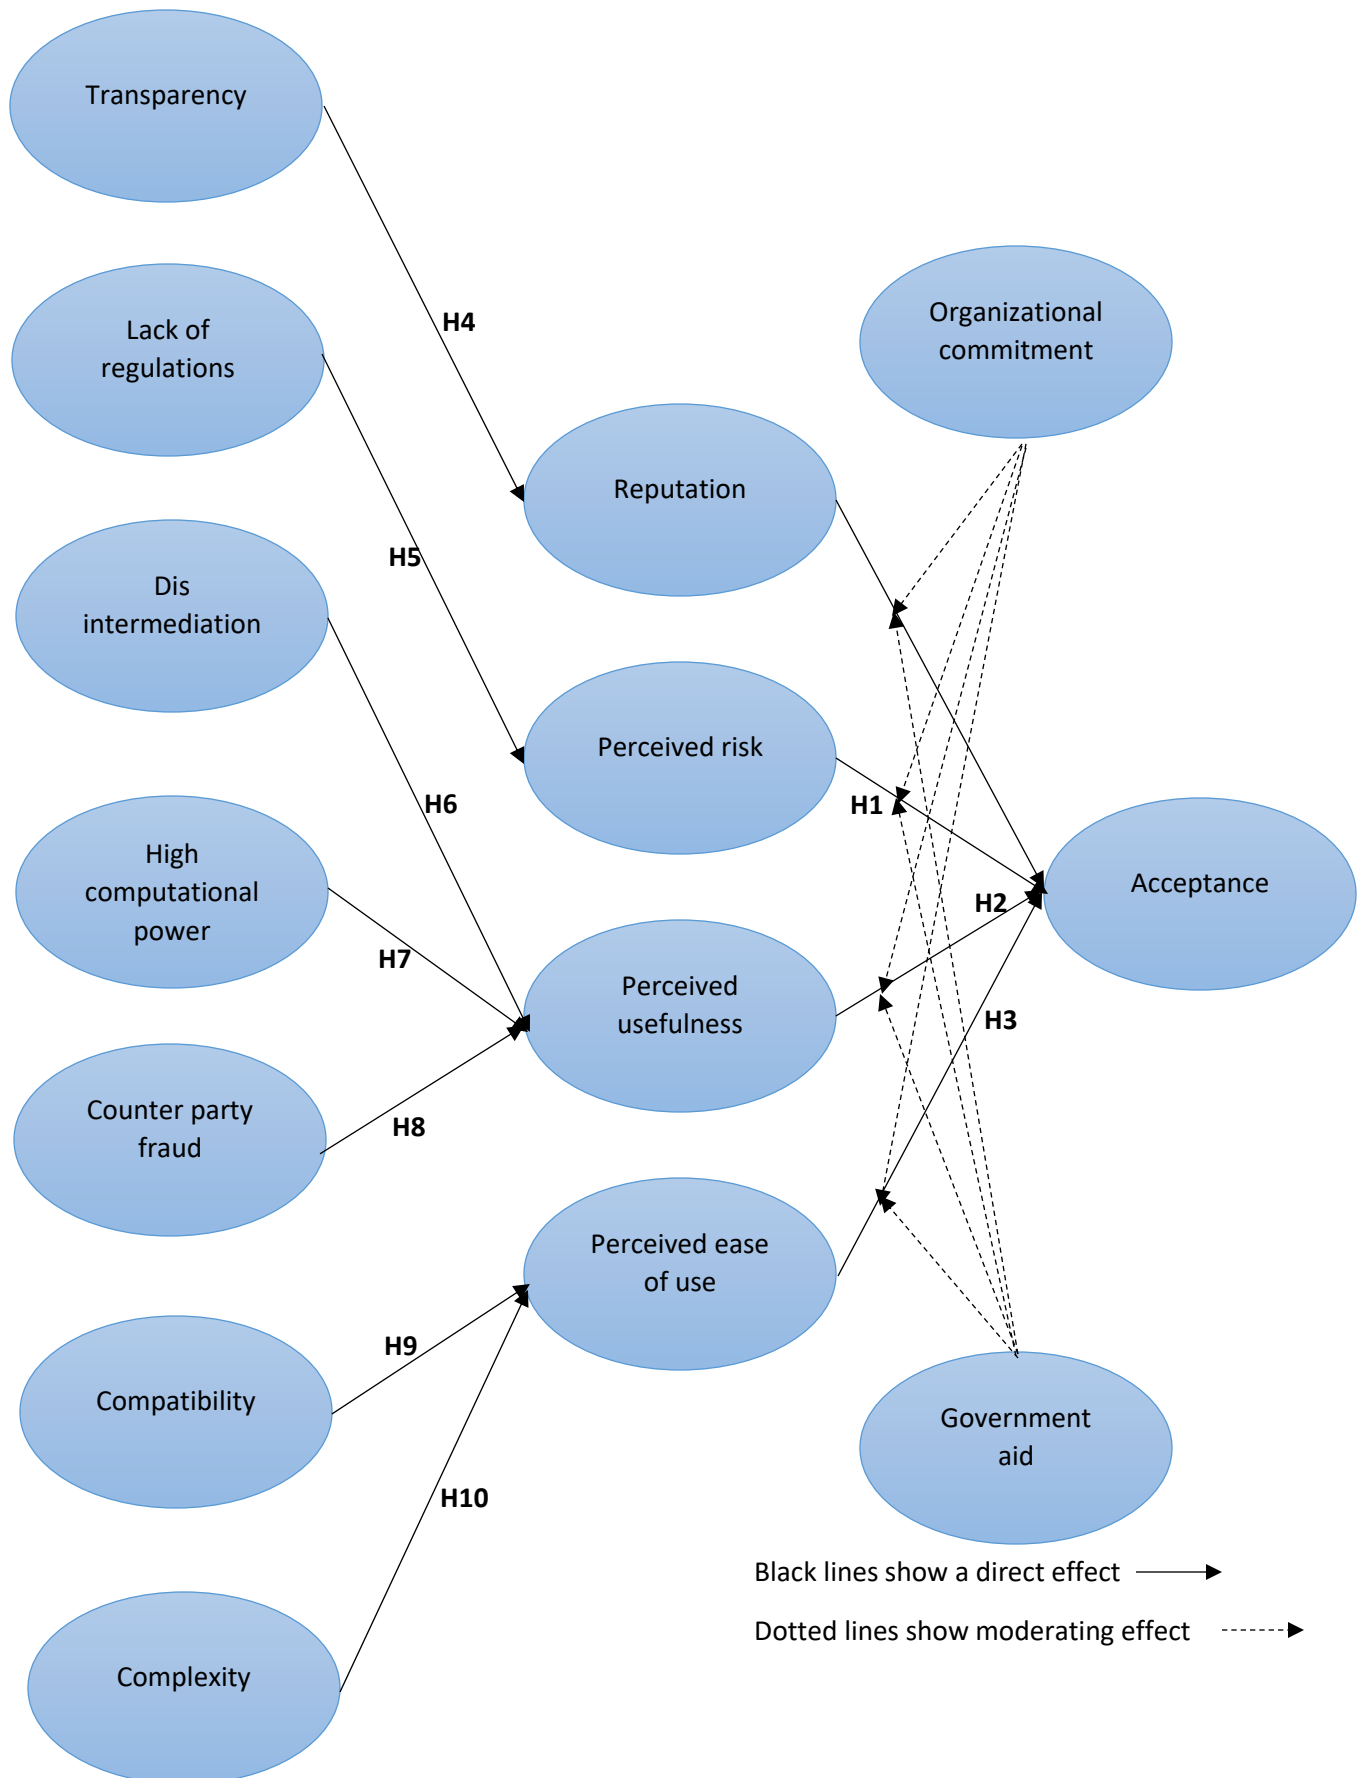 Transparency
Lack of
regulations
Dis
intermediation
High
computational
power
Counter party
fraud
Compatibility
Complexity
H4
H5
H6
H7
H8
H9
H10
Reputation
Perceived risk
Perceived
usefulness
Perceived ease
of use
Organizational
commitment
H1
H2
H3
Acceptance
Government
aid
Black lines show a direct effect
Dotted lines show moderating effect